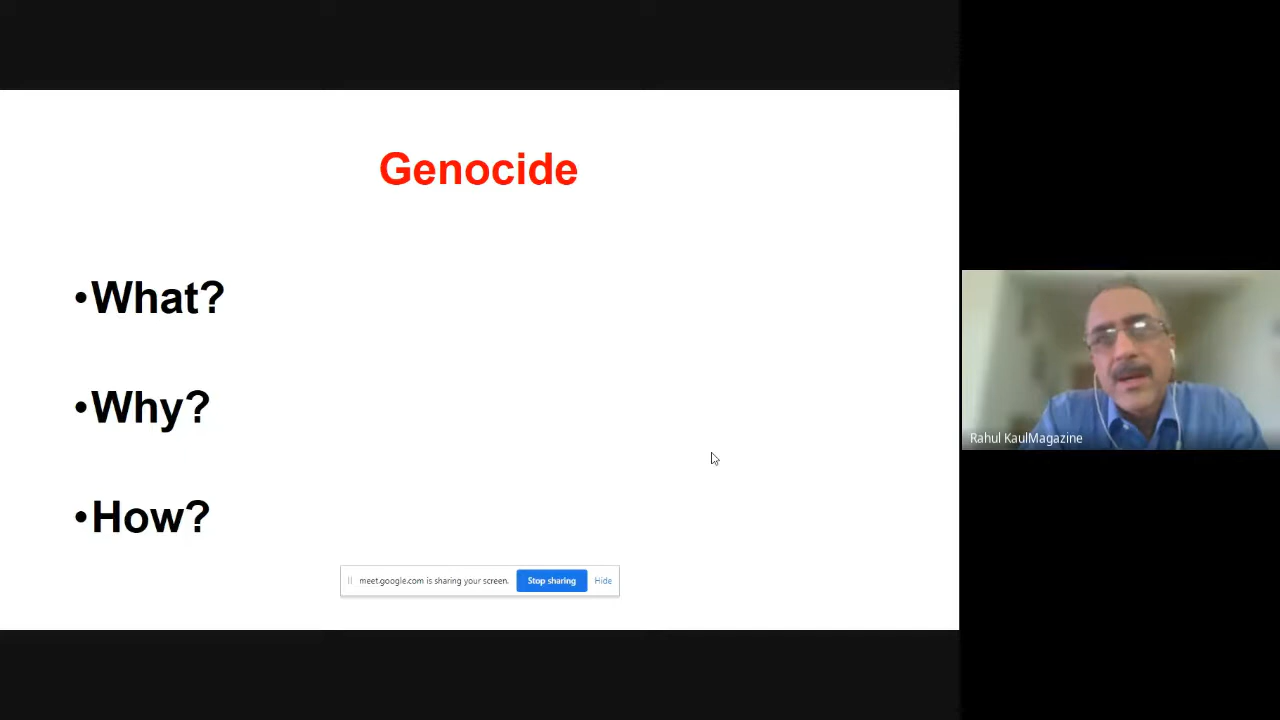 Genocide
•What?
•Why?
•How?
meet.google.com is sharing your screen. Stop sharing Hide
Rahul KaulMagazine